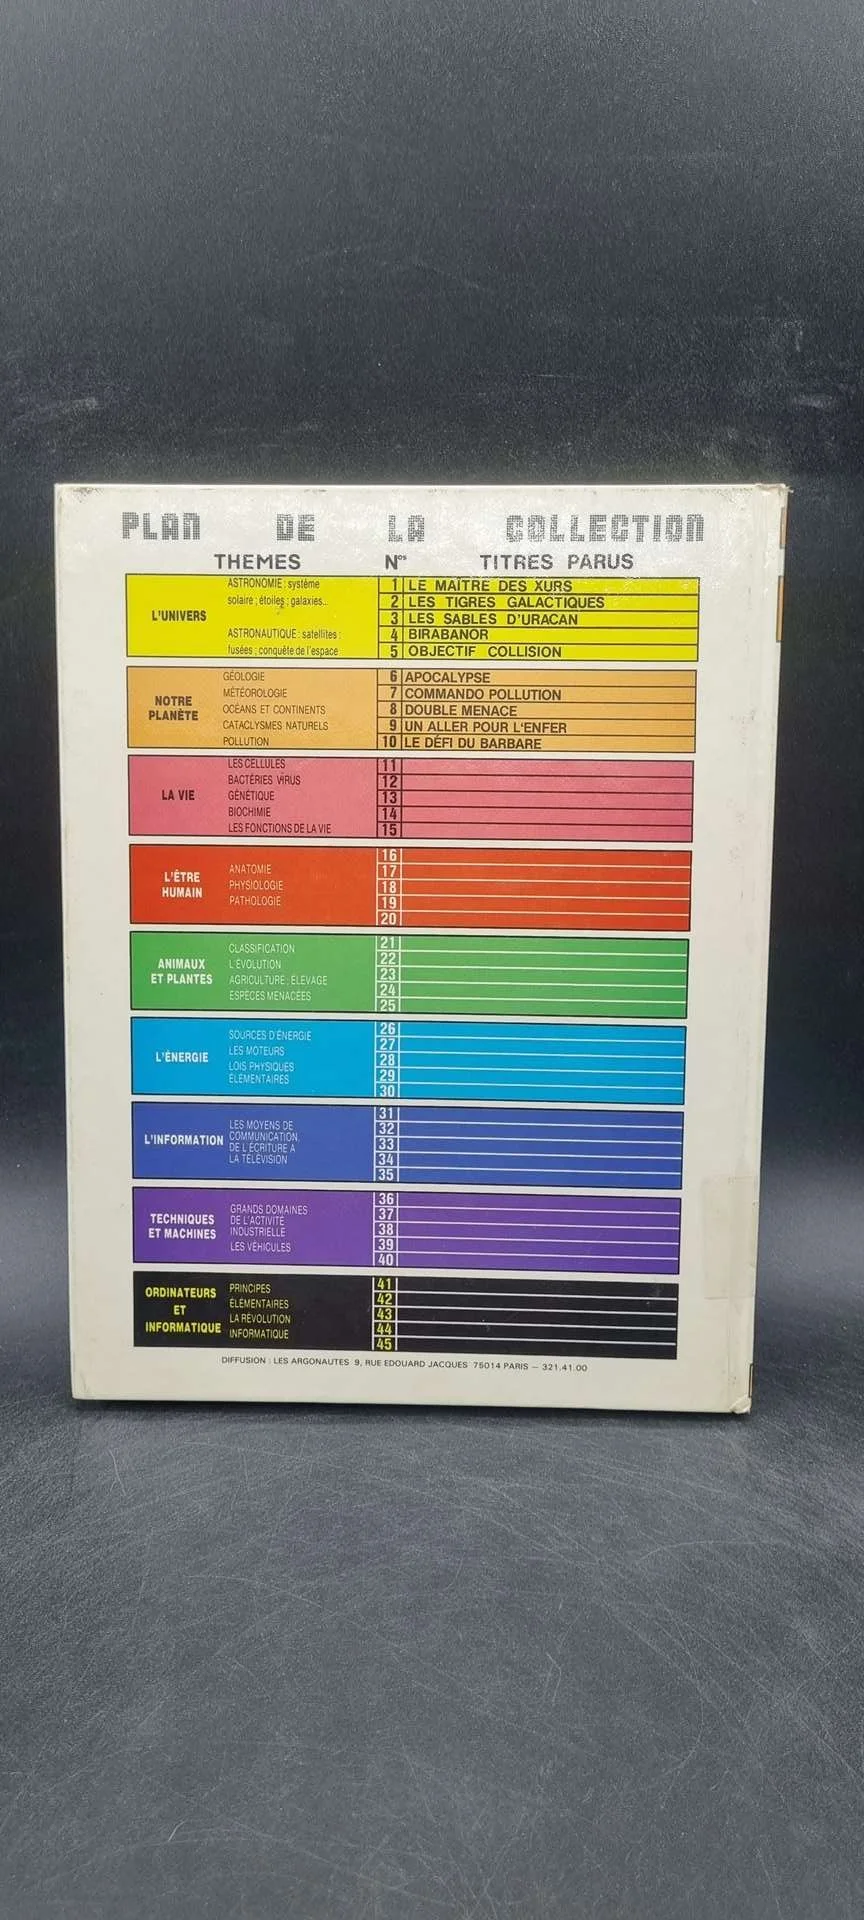 PLAN DE LA COLLECTION
THEMES Nos TITRES PARUS
L'UNIVERS
ASTRONOMIE ; système
solaire ; étoiles ; galaxies...
ASTRONAUTIQUE : satellites ;
fusées ; conquête de l'espace
1 LE MAÎTRE DES XURS
2 LES TIGRES GALACTIQUES
3 LES SABLES D'URACAN
4 BIRABANOR
5 OBJECTIF COLLISION
NOTRE
PLANÈTE
GÉOLOGIE
MÉTÉOROLOGIE
OCÉANS ET CONTINENTS
CATACLYSMES NATURELS
POLLUTION
6 APOCALYPSE
7 COMMANDO POLLUTION
8 DOUBLE MENACE
9 UN ALLER POUR L'ENFER
10 LE DÉFI DU BARBARE
LA VIE
LES CELLULES
BACTÉRIES VIRUS
GÉNÉTIQUE
BIOCHIMIE
LES FONCTIONS DE LA VIE
11
12
13
14
15
L'ÊTRE
HUMAIN
ANATOMIE
PHYSIOLOGIE
PATHOLOGIE
16
17
18
19
20
ANIMAUX
ET PLANTES
CLASSIFICATION
L'ÉVOLUTION
AGRICULTURE ; ÉLEVAGE
ESPÈCES MENACÉES
21
22
23
24
25
L'ÉNERGIE
SOURCES D'ÉNERGIE
LES MOTEURS
LOIS PHYSIQUES
ÉLÉMENTAIRES
26
27
28
29
30
L'INFORMATION
LES MOYENS DE
COMMUNICATION,
DE L'ÉCRITURE A
LA TÉLÉVISION
31
32
33
34
35
TECHNIQUES
ET MACHINES
GRANDS DOMAINES
DE L'ACTIVITÉ
INDUSTRIELLE
LES VÉHICULES
36
37
38
39
40
ORDINATEURS
ET
INFORMATIQUE
PRINCIPES
ÉLÉMENTAIRES
LA RÉVOLUTION
INFORMATIQUE
41
42
43
44
45
DIFFUSION : LES ARGONAUTES 9, RUE EDOUARD JACQUES 75014 PARIS — 321.41.00